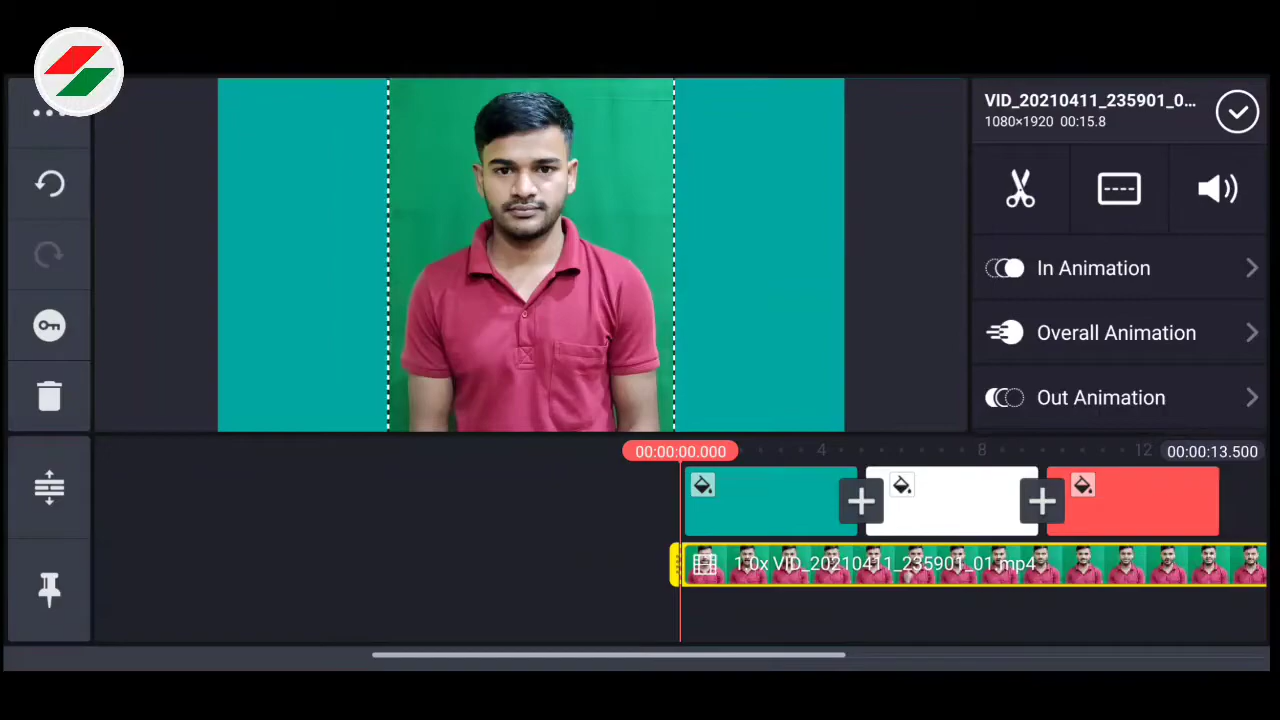 VID_20210411_235901_0...
1080×1920 00:15.8
In Animation
Overall Animation
Out Animation
00:00:00.000
4
8
12
00:00:13.500
1.0x VID_20210411_235901_01.mp4